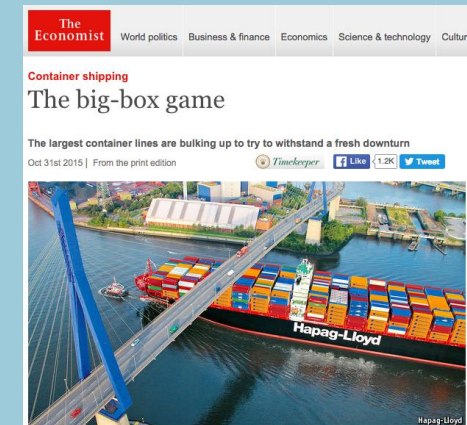 The
Economist
World politics Business & finance Economics Science & technology Cultur
Container shipping
The big-box game
The largest container lines are bulking up to try to withstand a fresh downturn
Oct 31st 2015 | From the print edition
Timekeeper
Like 1.2K Tweet
Hapag-Lloyd
Hapag-Lloyd